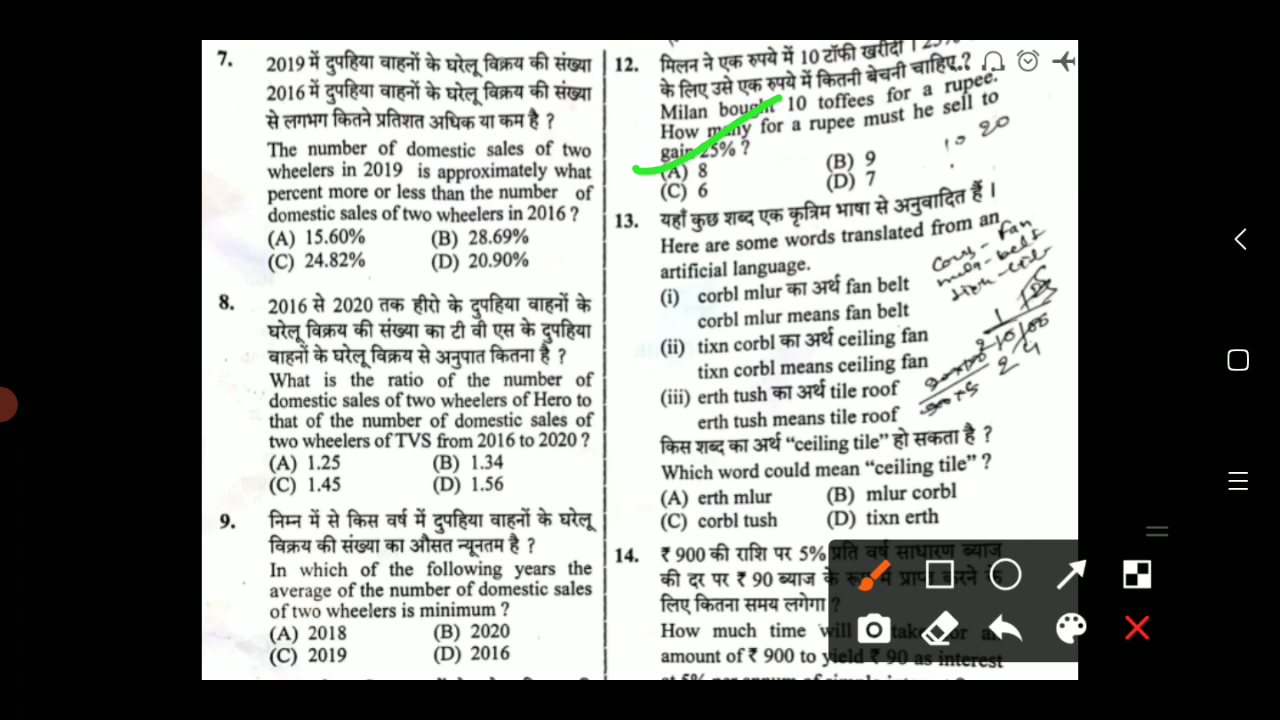 7.
2019 में दुपहिया वाहनों के घरेलू विक्रय की संख्या
2016 में दुपहिया वाहनों के घरेलू विक्रय की संख्या
से लगभग कितने प्रतिशत अधिक या कम है ?
The number of domestic sales of two
wheelers in 2019 is approximately what
percent more or less than the number of
domestic sales of two wheelers in 2016 ?
(A) 15.60% (B) 28.69%
(C) 24.82% (D) 20.90%
8.
2016 से 2020 तक हीरो के दुपहिया वाहनों के
घरेलू विक्रय की संख्या का टी वी एस के दुपहिया
वाहनों के घरेलू विक्रय से अनुपात कितना है ?
What is the ratio of the number of
domestic sales of two wheelers of Hero to
that of the number of domestic sales of
two wheelers of TVS from 2016 to 2020 ?
(A) 1.25 (B) 1.34
(C) 1.45 (D) 1.56
9.
निम्न में से किस वर्ष में दुपहिया वाहनों के घरेलू
विक्रय की संख्या का औसत न्यूनतम है ?
In which of the following years the
average of the number of domestic sales
of two wheelers is minimum ?
(A) 2018 (B) 2020
(C) 2019 (D) 2016
12.
मिलन ने एक रुपये में 10 टॉफी खरीदी ।
के लिए उसे एक रुपये में कितनी बेचनी चाहिए ?
Milan bought 10 toffees for a rupee.
How many for a rupee must he sell to
gain 25% ?
(A) 8 (B) 9
(C) 6 (D) 7
10 20
13.
यहाँ कुछ शब्द एक कृत्रिम भाषा से अनुवादित हैं ।
Here are some words translated from an
artificial language.
(i) corbl mlur का अर्थ fan belt
corbl mlur means fan belt
(ii) tixn corbl का अर्थ ceiling fan
tixn corbl means ceiling fan
(iii) erth tush का अर्थ tile roof
erth tush means tile roof
किस शब्द का अर्थ “ceiling tile” हो सकता है ?
Which word could mean “ceiling tile” ?
(A) erth mlur (B) mlur corbl
(C) corbl tush (D) tixn erth
14.
₹ 900 की राशि पर 5% प्रति वर्ष साधारण ब्याज
की दर पर ₹ 90 ब्याज के रूप में प्राप्त करने के
लिए कितना समय लगेगा ?
How much time will take for an
amount of ₹ 900 to yield ₹ 90 as interest